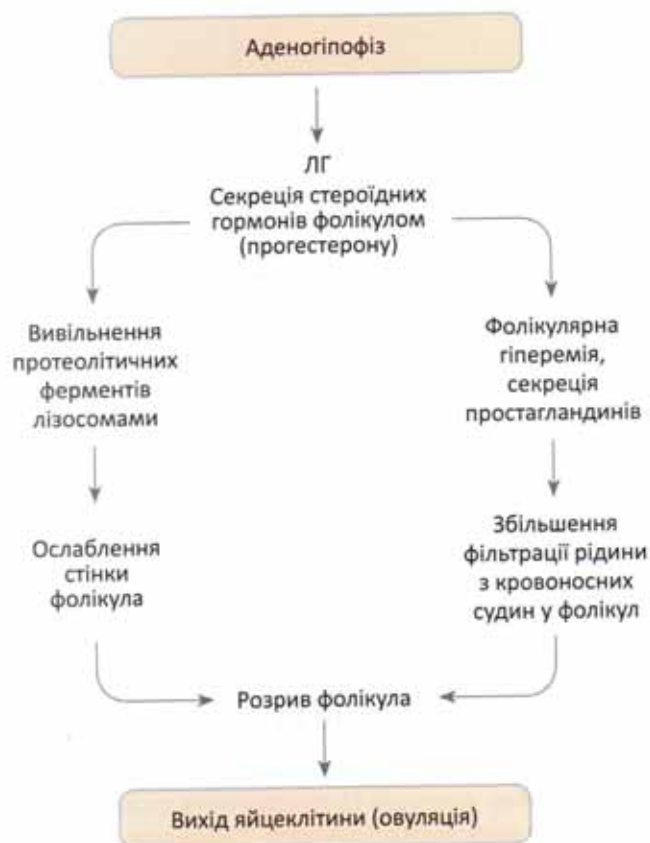 Аденогіпофіз
ЛГ
Секреція стероїдних
гормонів фолікулом
(прогестерону)
Вивільнення
протеолітичних
ферментів
лізосомами
Фолікулярна
гіперемія,
секреція
простагландинів
Ослаблення
стінки
фолікула
Збільшення
фільтрації рідини
з кровоносних
судин у фолікул
Розрив фолікула
Вихід яйцеклітини (овуляція)